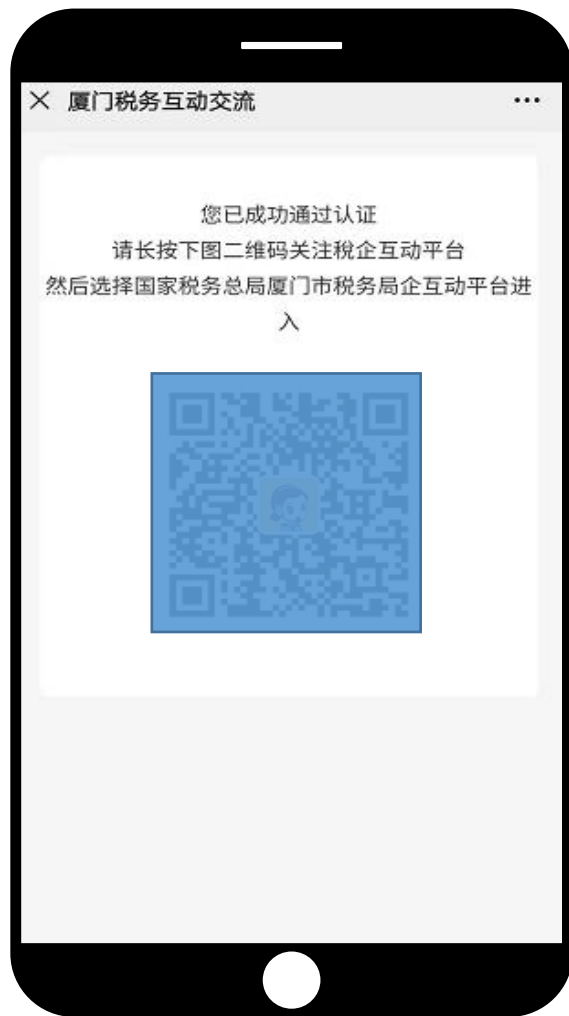 厦门税务互动交流
您已成功通过认证
请长按下图二维码关注税企互动平台
然后选择国家税务总局厦门市税务局企互动平台进
入